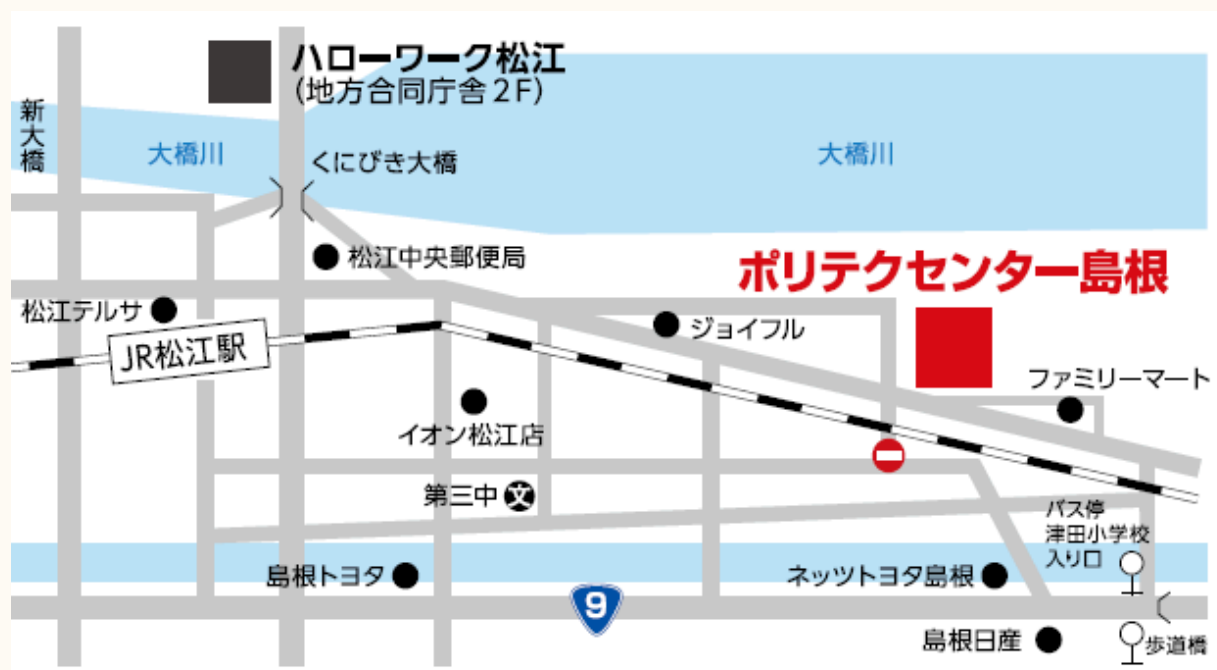 ハローワーク松江
(地方合同庁舎2F)
新大橋
大橋川
くにびき大橋
大橋川
松江中央郵便局
ポリテクセンター島根
松江テルサ
ジョイフル
JR松江駅
ファミリーマート
イオン松江店
第三中 文
バス停
津田小学校
入り口
島根トヨタ
ネッツトヨタ島根
9
島根日産
歩道橋